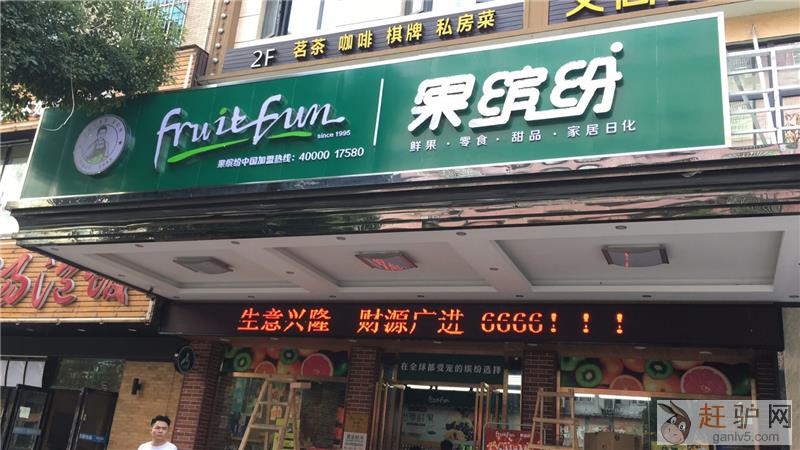 2F 茗茶 咖啡 棋牌 私房菜
fruitfun
since 1995
果缤纷中国加盟热线：40000 17580
果缤纷
鲜果·零食·甜品·家居日化
生意兴隆 财源广进 6666！！！
在全球都受宠的缤纷选择
赶驴网
ganlv5.com